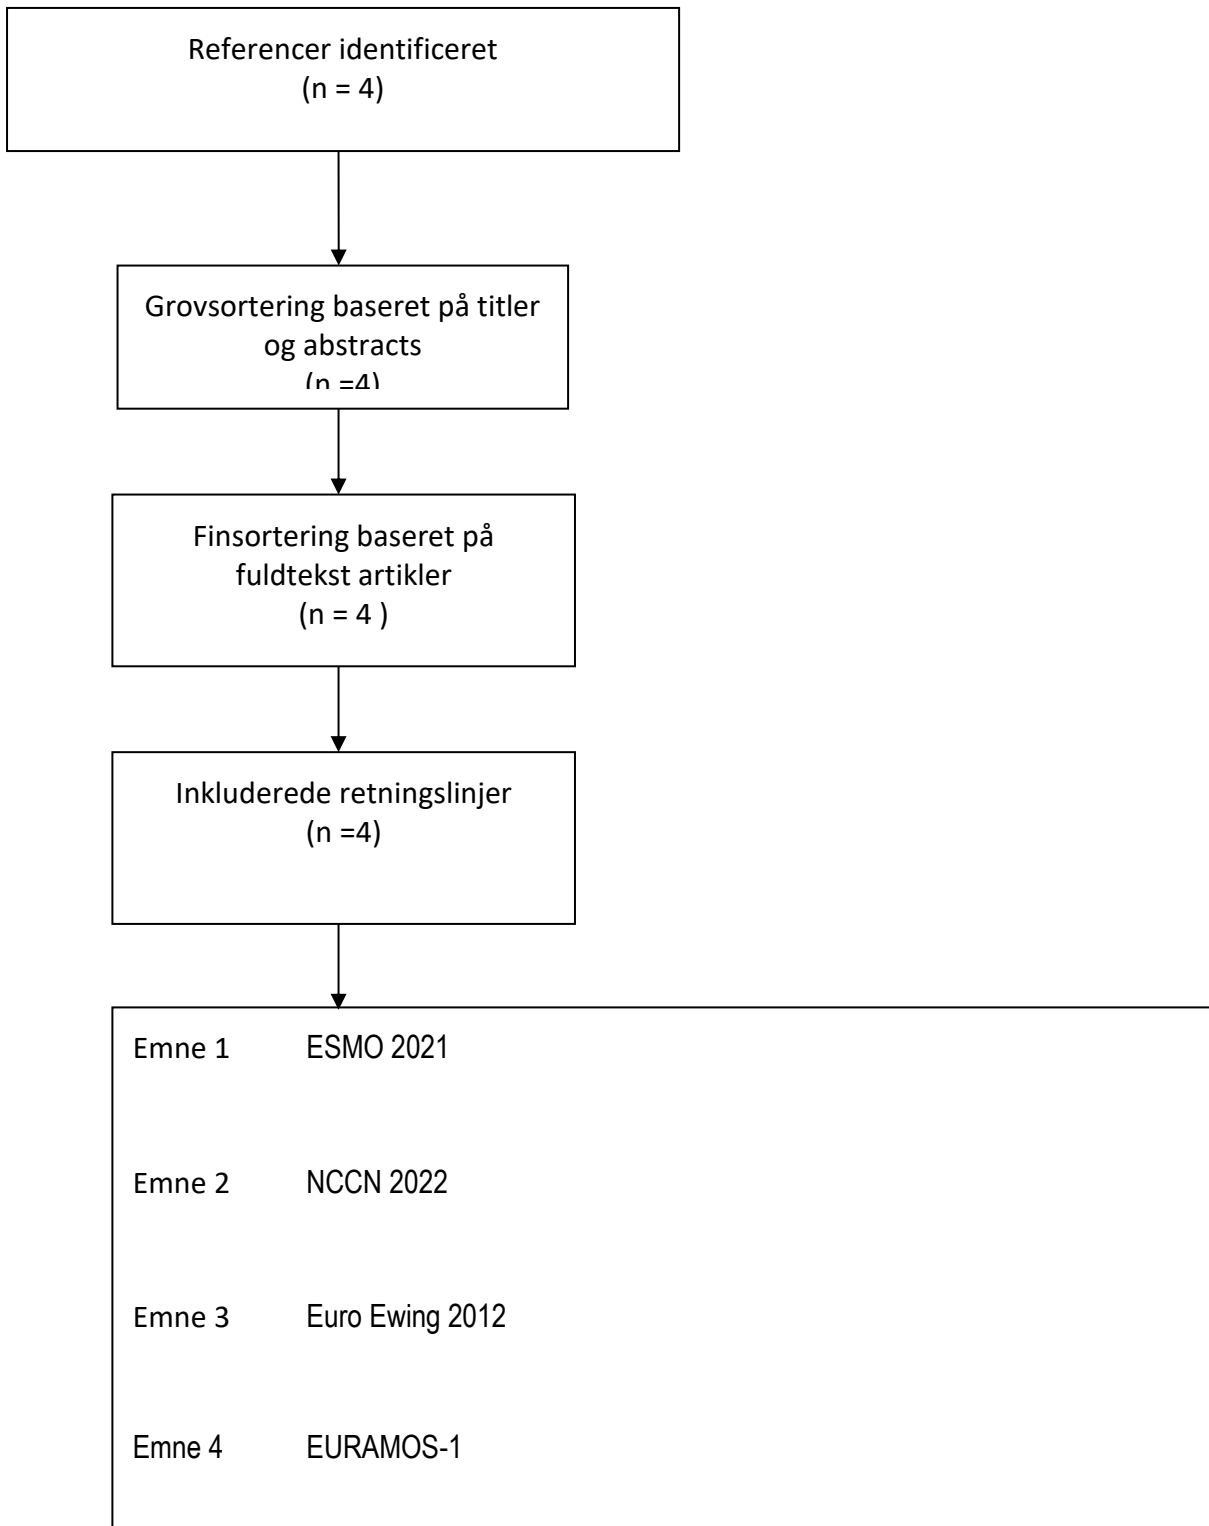 Referencer identificeret
(n = 4)
Grovsortering baseret på titler
og abstracts
(n =4)
Finsortering baseret på
fuldtekst artikler
(n = 4 )
Inkluderede retningslinjer
(n =4)
Emne 1 ESMO 2021
Emne 2 NCCN 2022
Emne 3 Euro Ewing 2012
Emne 4 EURAMOS-1